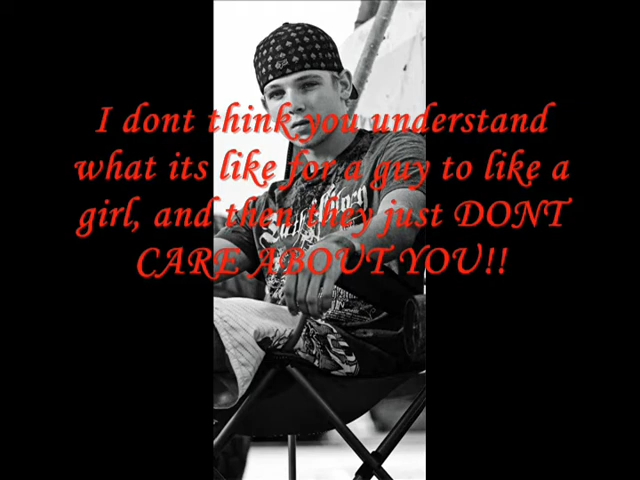 I dont think you understand
what its like for a guy to like a
girl, and then they just DONT
CARE ABOUT YOU!!